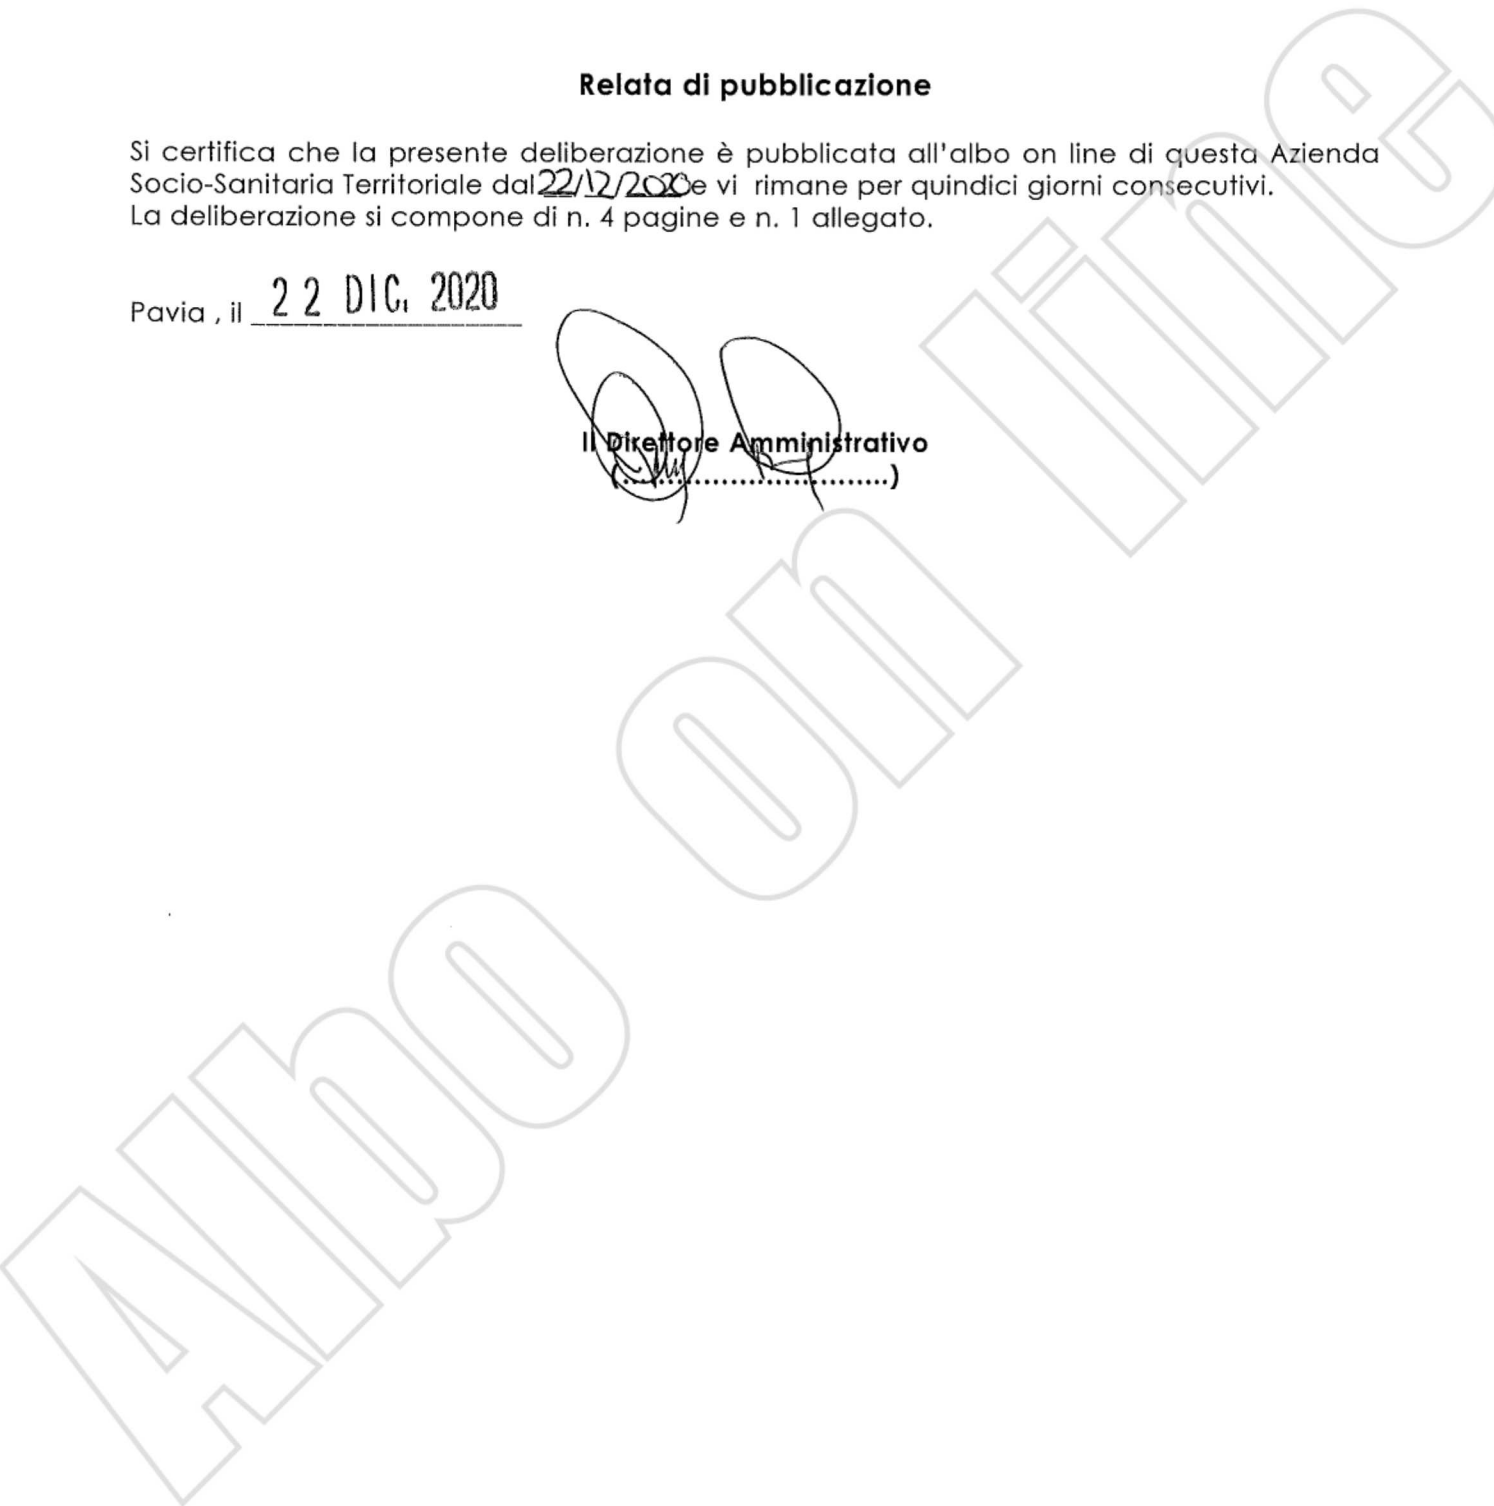 Relata di pubblicazione
Si certifica che la presente deliberazione è pubblicata all'albo on line di questa Azienda
Socio-Sanitaria Territoriale dal 22/12/2020 e vi rimane per quindici giorni consecutivi.
La deliberazione si compone di n. 4 pagine e n. 1 allegato.
Pavia , il 22 DIC. 2020
Il Direttore Amministrativo
(................................)
Albo on line